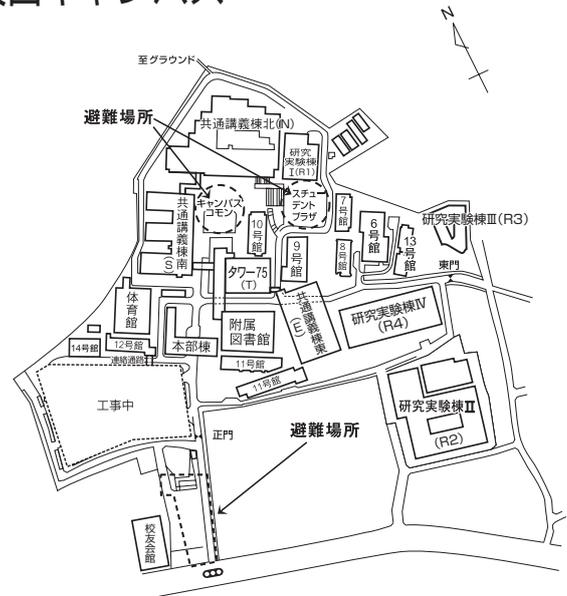 キャンパス
N
至グラウンド
避難場所
共通講義棟北(N)
研究
実験棟
I(R1)
キャンパス
コモン
スチュ
デント
プラザ
7号館
6号館
研究実験棟Ⅲ(R3)
共通講義棟南
(S)
10号館
9号館
8号館
13号館
東門
タワー75
(T)
体育館
共通講義棟東
(E)
研究実験棟Ⅳ
(R4)
附属
図書館
本部棟
14号館
12号館
連絡通路
11号館
11号館
工事中
研究実験棟Ⅱ
(R2)
正門
避難場所
校友会館